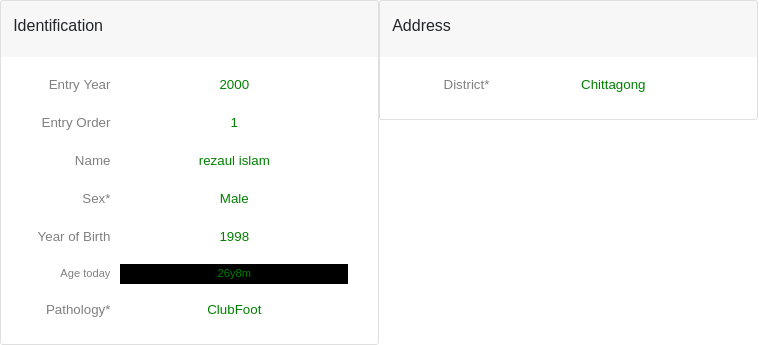 Identification
Entry Year 2000
Entry Order 1
Name rezaul islam
Sex* Male
Year of Birth 1998
Age today 26y8m
Pathology* ClubFoot
Address
District* Chittagong